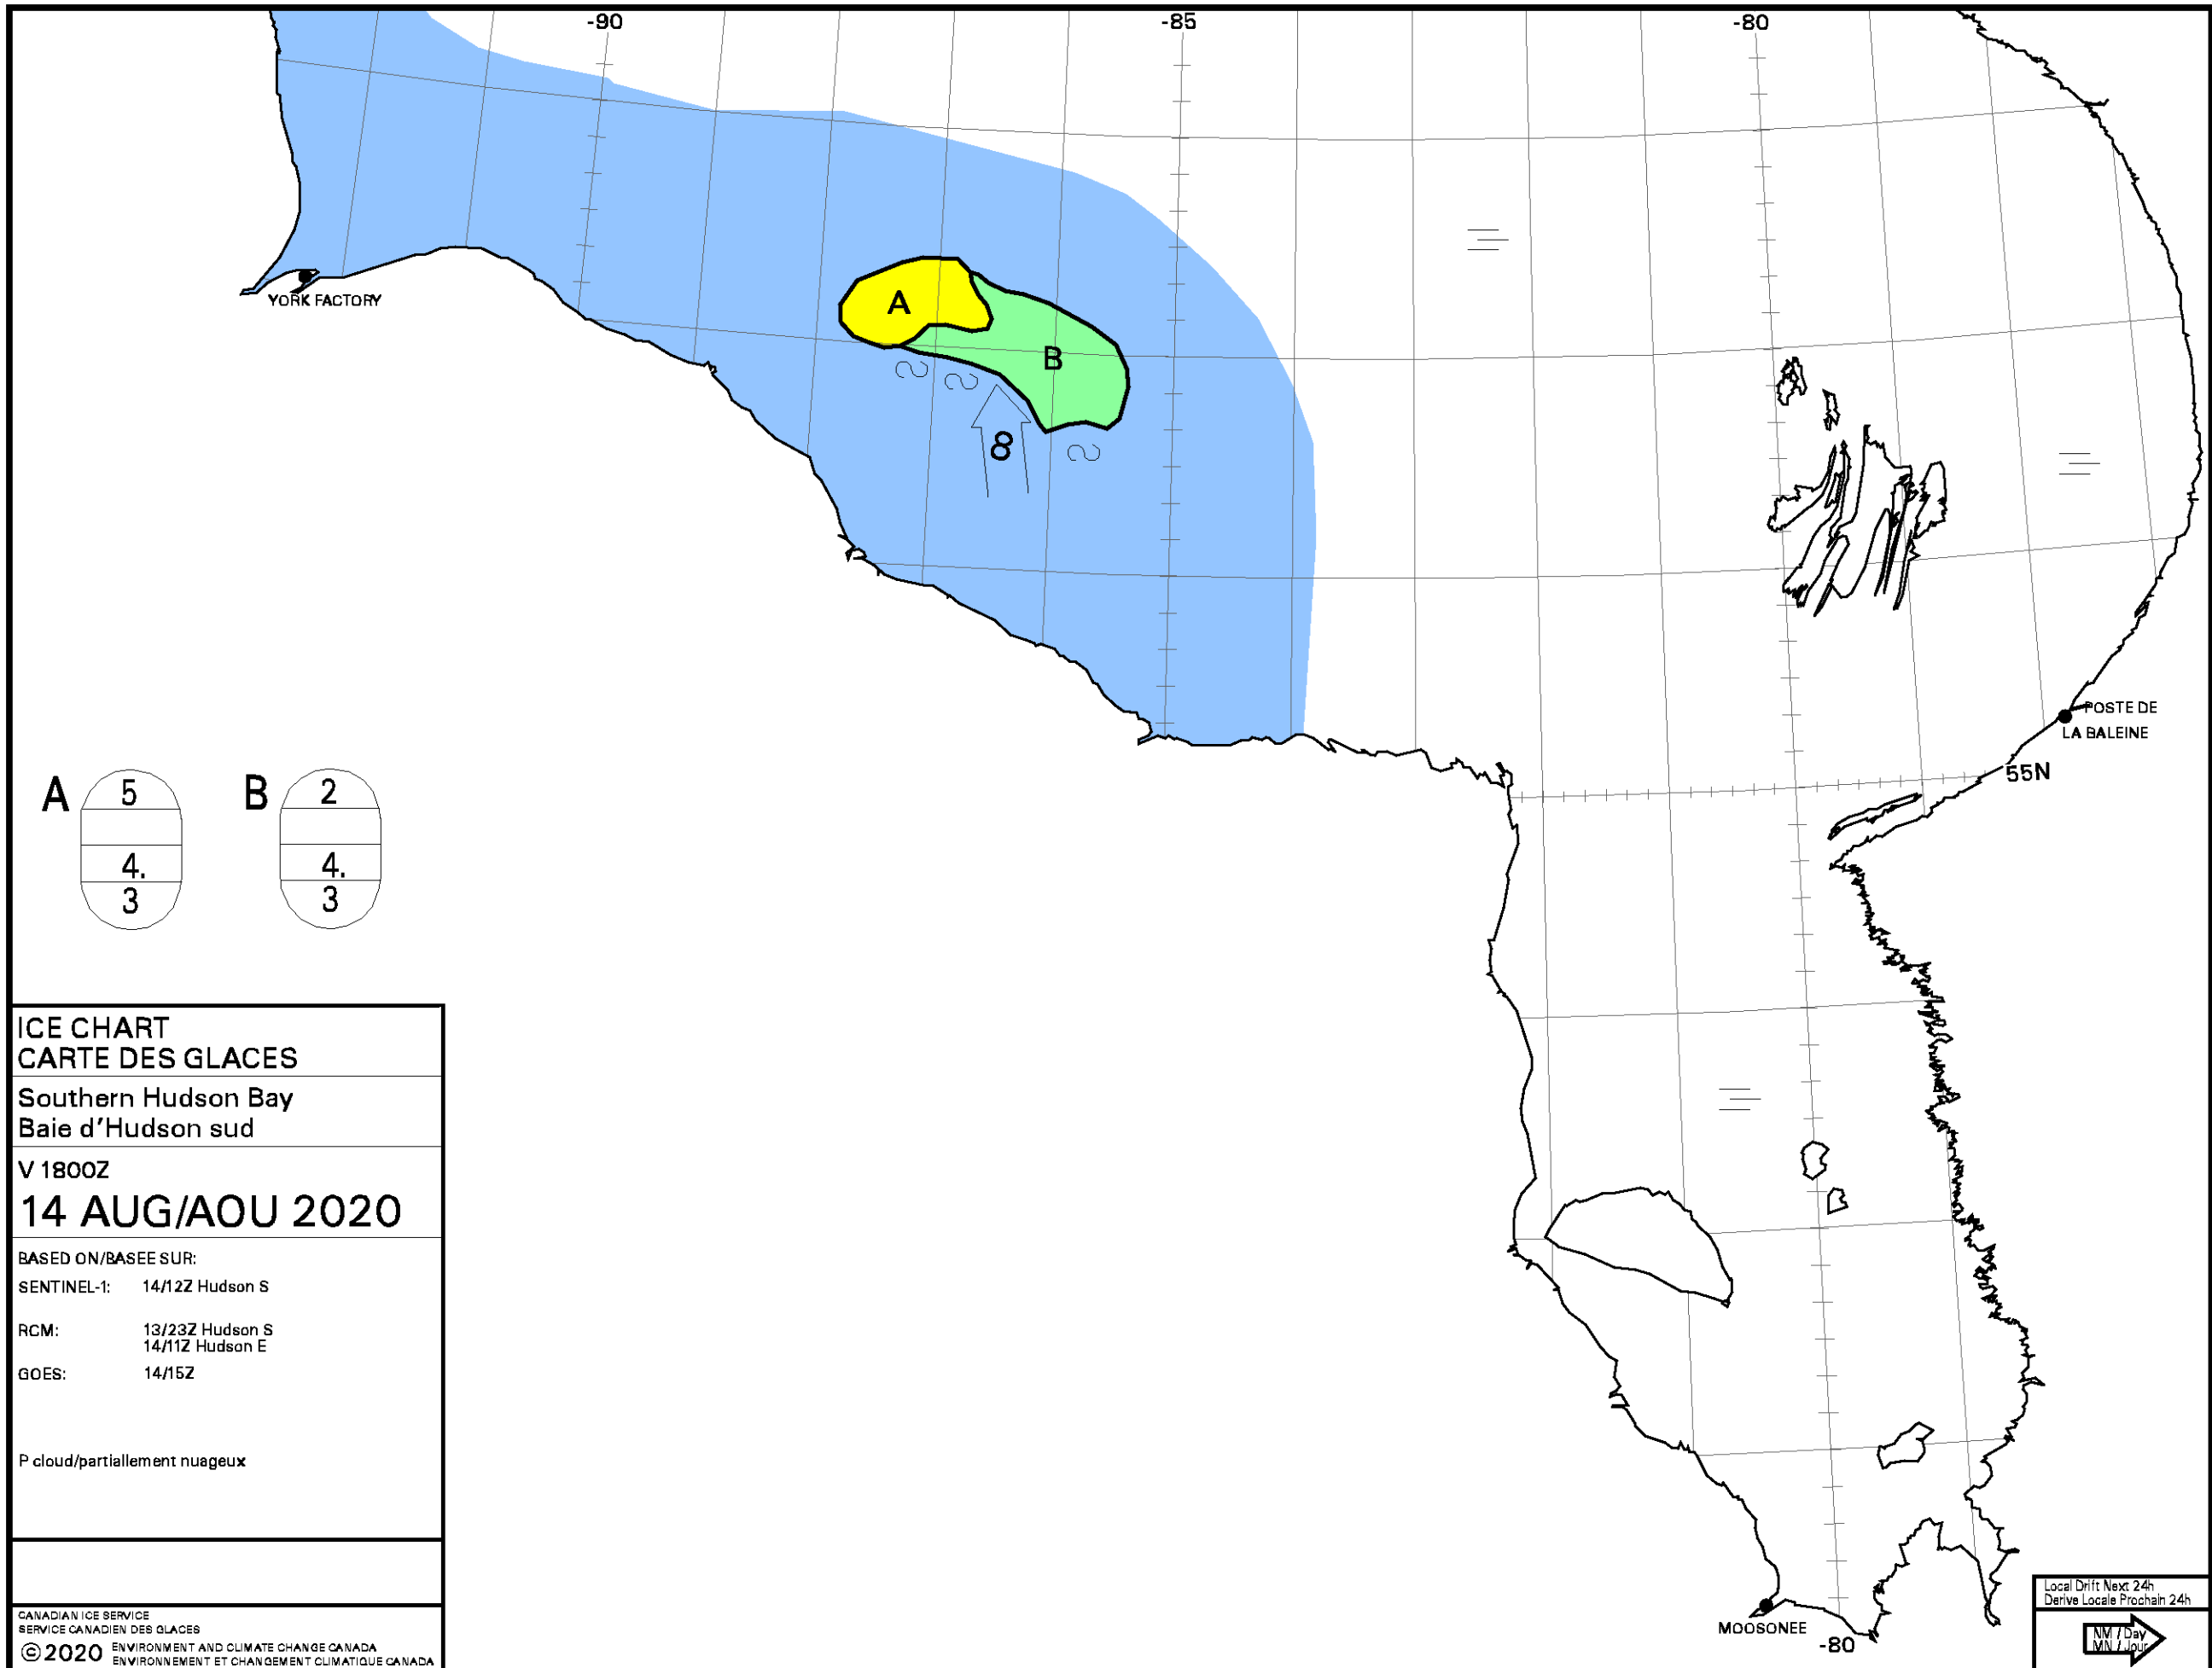 -90
-85
-80
YORK FACTORY
A
B
8
POSTE DE
LA BALEINE
55N
A
5
4.
3
B
2
4.
3
ICE CHART
CARTE DES GLACES
Southern Hudson Bay
Baie d'Hudson sud
V 1800Z
14 AUG/AOU 2020
BASED ON/BASEE SUR:
SENTINEL-1: 14/12Z Hudson S
RCM: 13/23Z Hudson S
14/11Z Hudson E
GOES: 14/15Z
P cloud/partiallement nuageux
CANADIAN ICE SERVICE
SERVICE CANADIEN DES GLACES
©2020 ENVIRONMENT AND CLIMATE CHANGE CANADA
ENVIRONNEMENT ET CHANGEMENT CLIMATIQUE CANADA
MOOSONEE
-80
Local Drift Next 24h
Derive Locale Prochain 24h
NM / Day
MN / Jour